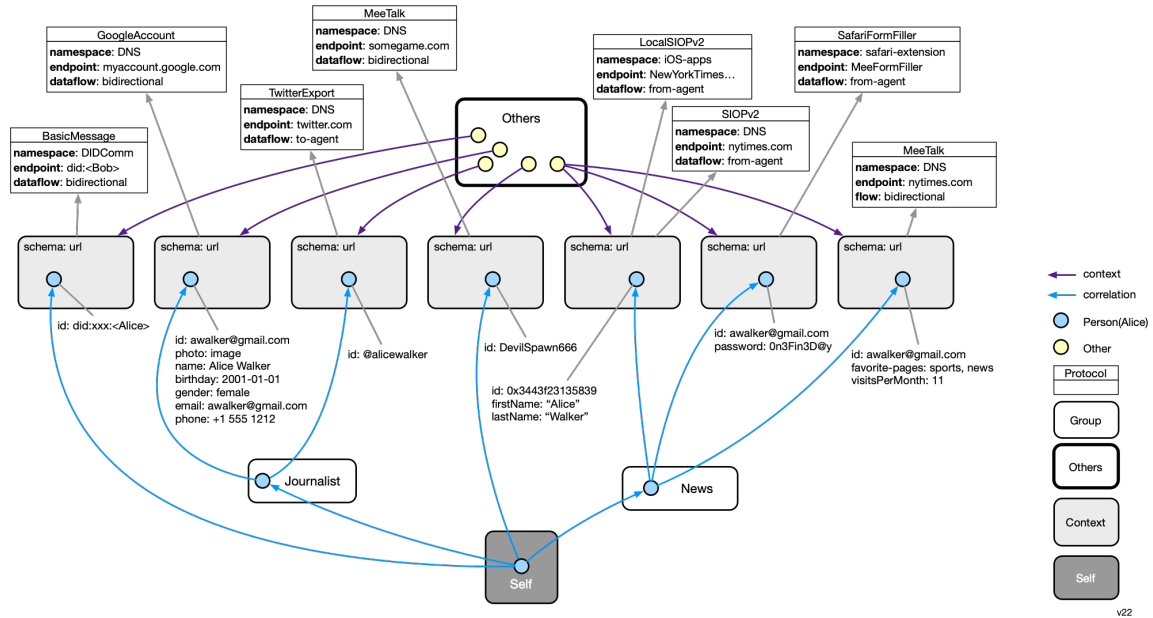 MeeTalk
namespace: DNS
endpoint: somegame.com
dataflow: bidirectional
GoogleAccount
namespace: DNS
endpoint: myaccount.google.com
dataflow: bidirectional
LocalSIOPv2
namespace: iOS-apps
endpoint: NewYorkTimes...
dataflow: from-agent
SafariFormFiller
namespace: safari-extension
endpoint: MeeFormFiller
dataflow: from-agent
TwitterExport
namespace: DNS
endpoint: twitter.com
dataflow: to-agent
Others
SIOPv2
namespace: DNS
endpoint: nytimes.com
dataflow: from-agent
BasicMessage
namespace: DIDComm
endpoint: did:<Bob>
dataflow: bidirectional
MeeTalk
namespace: DNS
endpoint: nytimes.com
flow: bidirectional
schema: url
schema: url
schema: url
schema: url
schema: url
schema: url
schema: url
id: did:xxx:<Alice>
id: awalker@gmail.com
photo: image
name: Alice Walker
birthday: 2001-01-01
gender: female
email: awalker@gmail.com
phone: +1 555 1212
id: @alicewalker
id: DevilSpawn666
id: 0x3443f23135839
firstName: “Alice”
lastName: “Walker”
id: awalker@gmail.com
password: 0n3Fin3D@y
id: awalker@gmail.com
favorite-pages: sports, news
visitsPerMonth: 11
Journalist
News
Self
context
correlation
Person(Alice)
Other
Protocol
Group
Others
Context
Self
v22